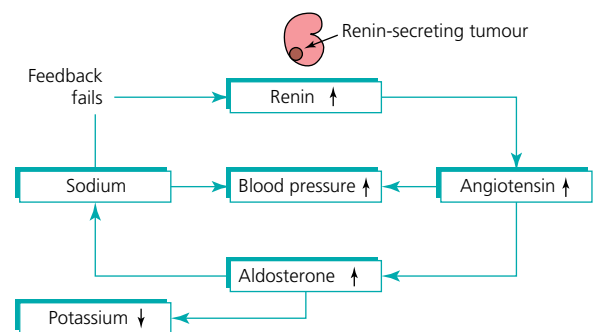 Renin-secreting tumour
Feedback
fails
Renin ↑
Sodium
Blood pressure ↑
Angiotensin ↑
Aldosterone ↑
Potassium ↓